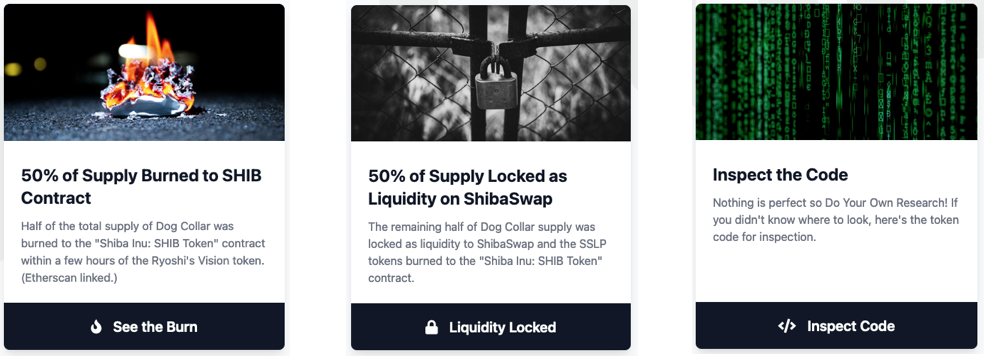 50% of Supply Burned to SHIB
Contract
Half of the total supply of Dog Collar was
burned to the "Shiba Inu: SHIB Token" contract
within a few hours of the Ryoshi's Vision token.
(Etherscan linked.)
See the Burn
50% of Supply Locked as
Liquidity on ShibaSwap
The remaining half of Dog Collar supply was
locked as liquidity to ShibaSwap and the SSLP
tokens burned to the "Shiba Inu: SHIB Token"
contract.
Liquidity Locked
Inspect the Code
Nothing is perfect so Do Your Own Research! If
you didn't know where to look, here's the token
code for inspection.
Inspect Code